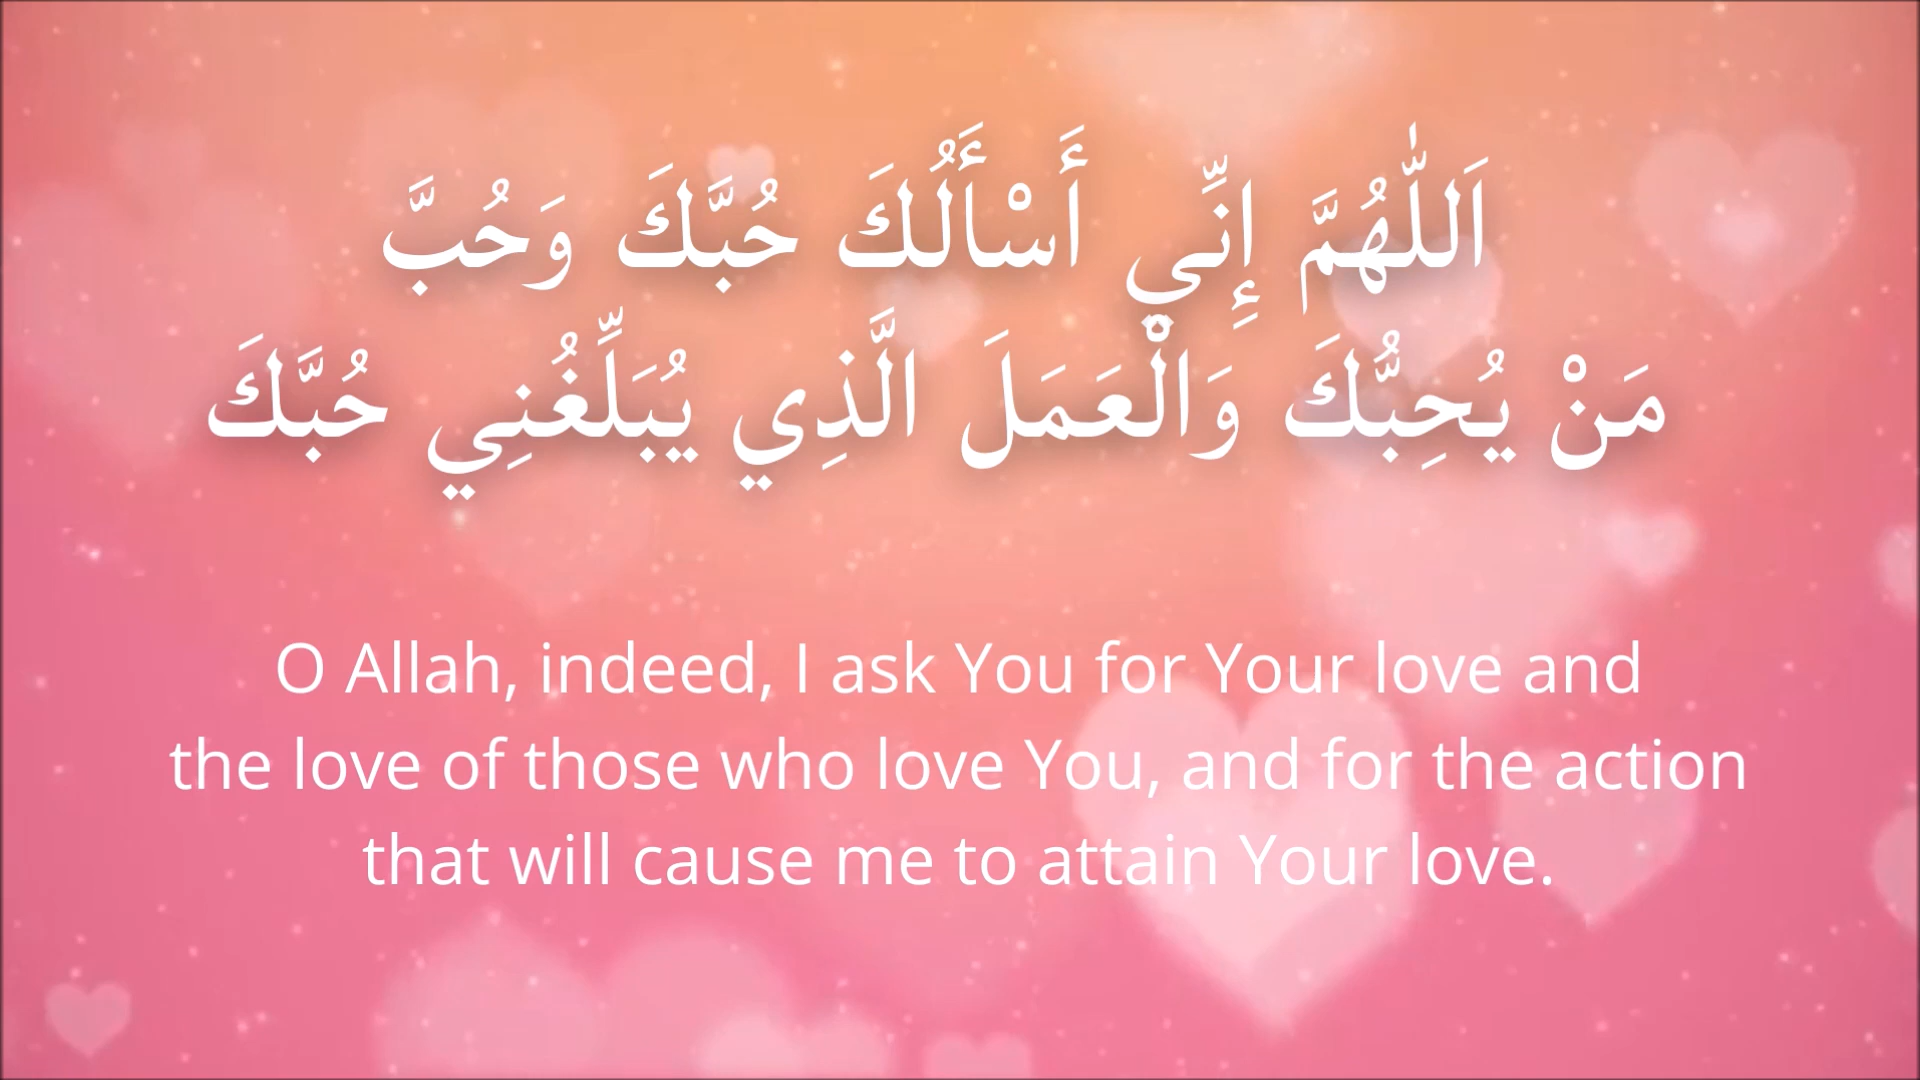 اَللّٰهُمَّ إِنِّي أَسْأَلُكَ حُبَّكَ وَحُبَّ
مَنْ يُحِبُّكَ وَالْعَمَلَ الَّذِي يُبَلِّغُنِي حُبَّكَ
O Allah, indeed, I ask You for Your love and
the love of those who love You, and for the action
that will cause me to attain Your love.